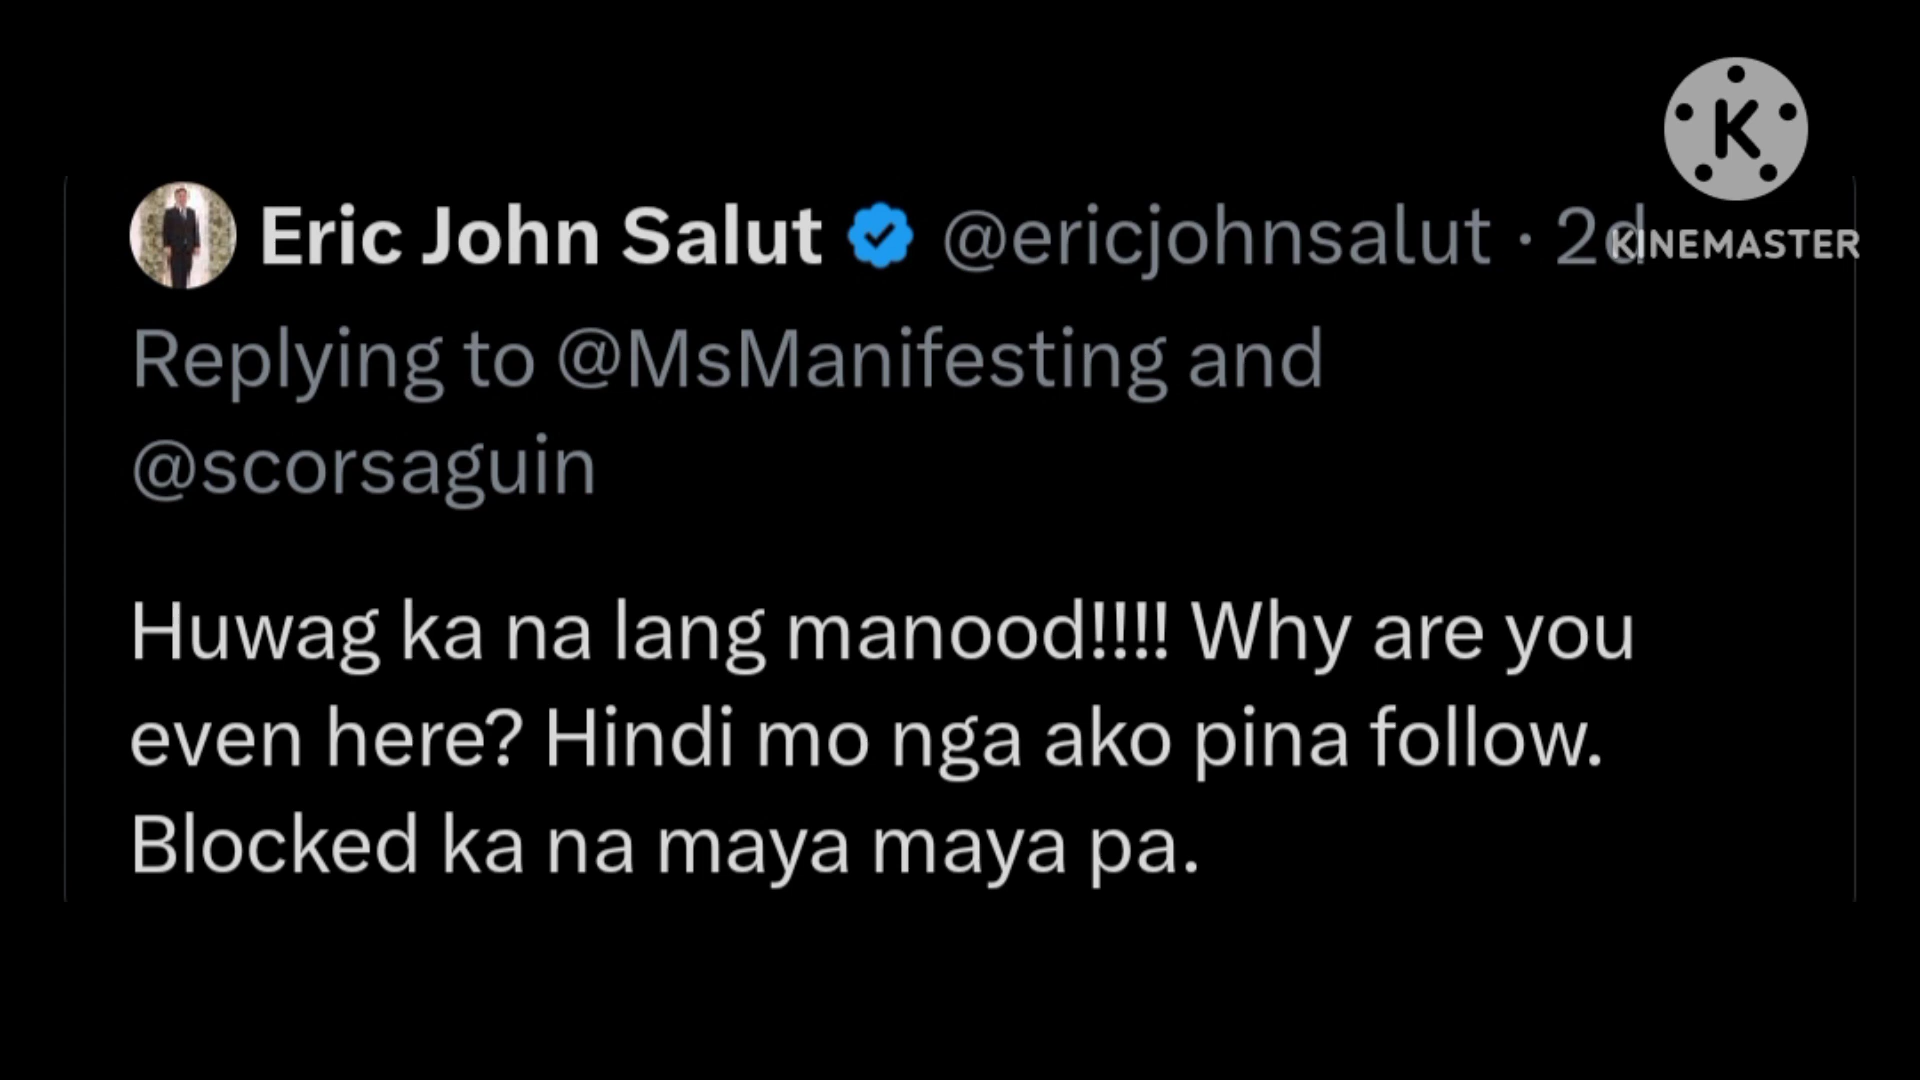 Eric John Salut @ericjohnsalut · 2d
KINEMASTER
Replying to @MsManifesting and
@scorsaguin
Huwag ka na lang manood!!!! Why are you
even here? Hindi mo nga ako pina follow.
Blocked ka na maya maya pa.